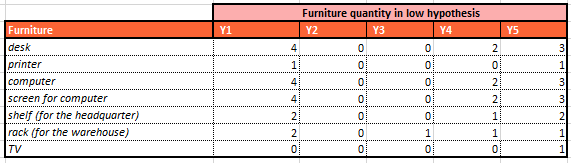 Furniture quantity in low hypothesis
Furniture Y1 Y2 Y3 Y4 Y5
desk 4 0 0 2 3
printer 1 0 0 0 1
computer 4 0 0 2 3
screen for computer 4 0 0 2 3
shelf (for the headquarter) 2 0 0 1 2
rack (for the warehouse) 2 0 1 1 1
TV 0 0 0 0 1